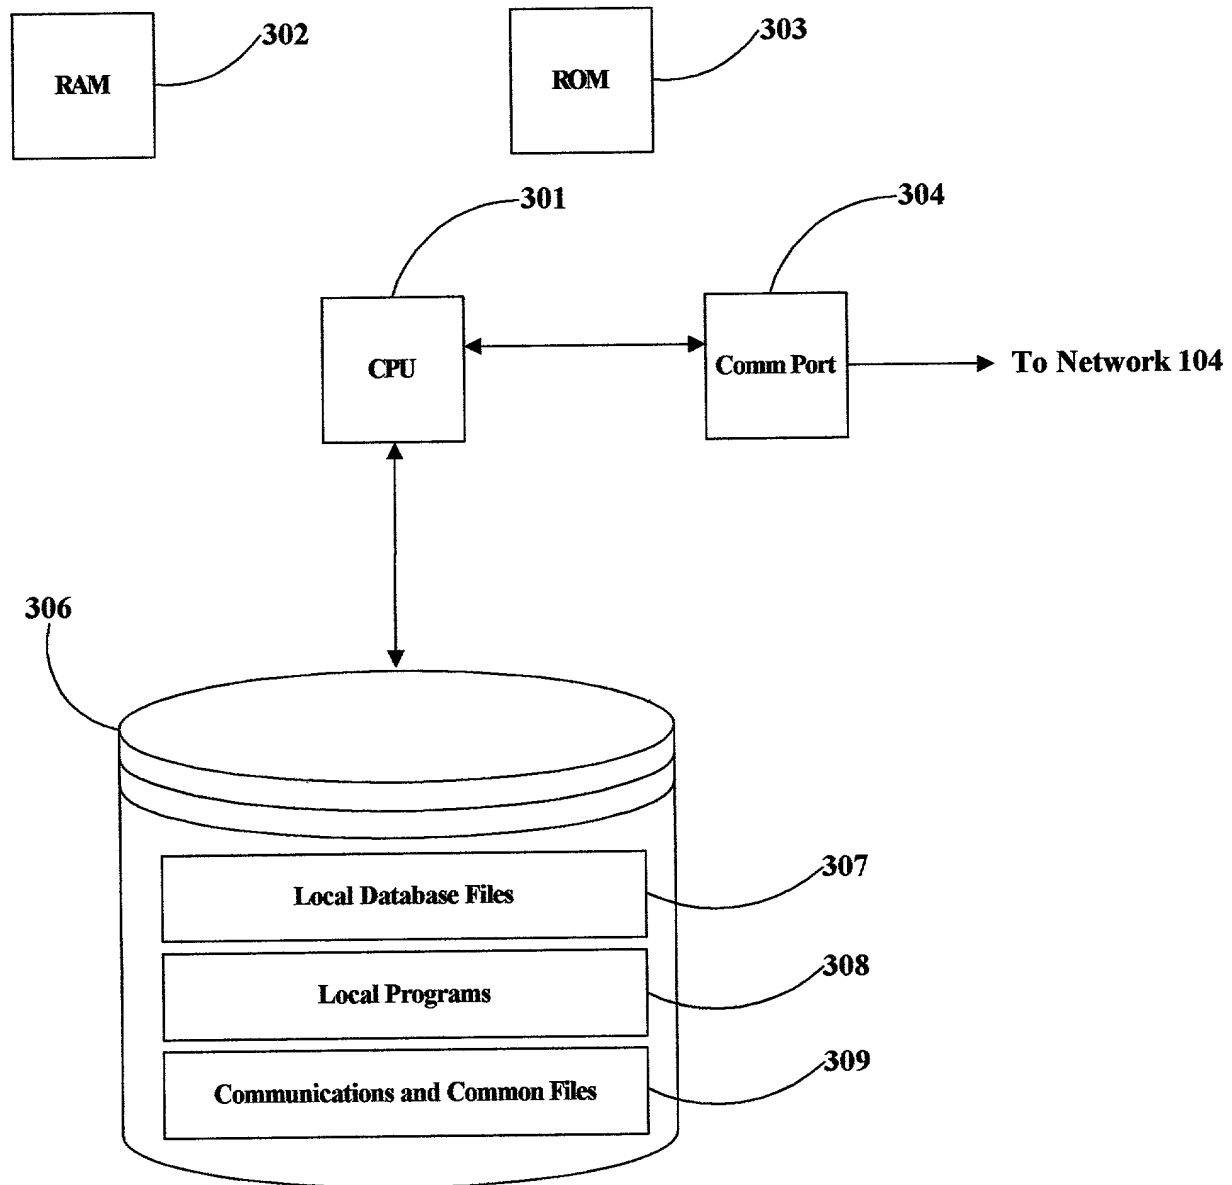 302
303
RAM
ROM
301
304
CPU
Comm Port
To Network 104
306
307
Local Database Files
308
Local Programs
309
Communications and Common Files